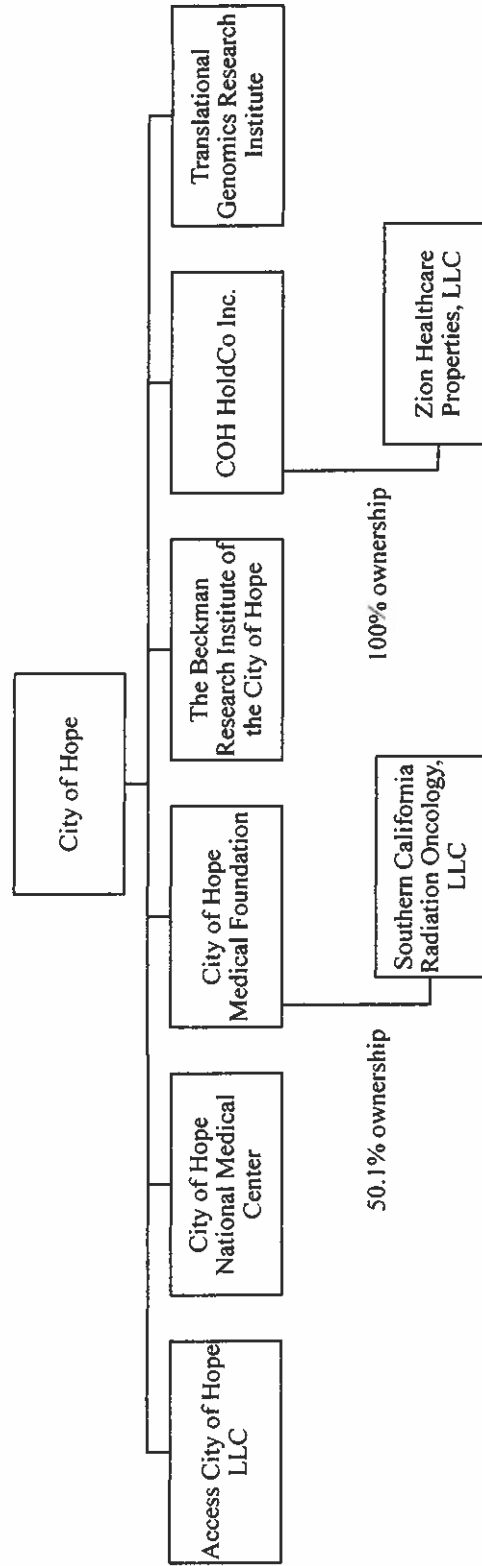 City of Hope
Access City of Hope
LLC
City of Hope
National Medical
Center
City of Hope
Medical Foundation
The Beckman
Research Institute of
the City of Hope
COH HoldCo Inc.
Translational
Genomics Research
Institute
50.1% ownership
Southern California
Radiation Oncology,
LLC
100% ownership
Zion Healthcare
Properties, LLC